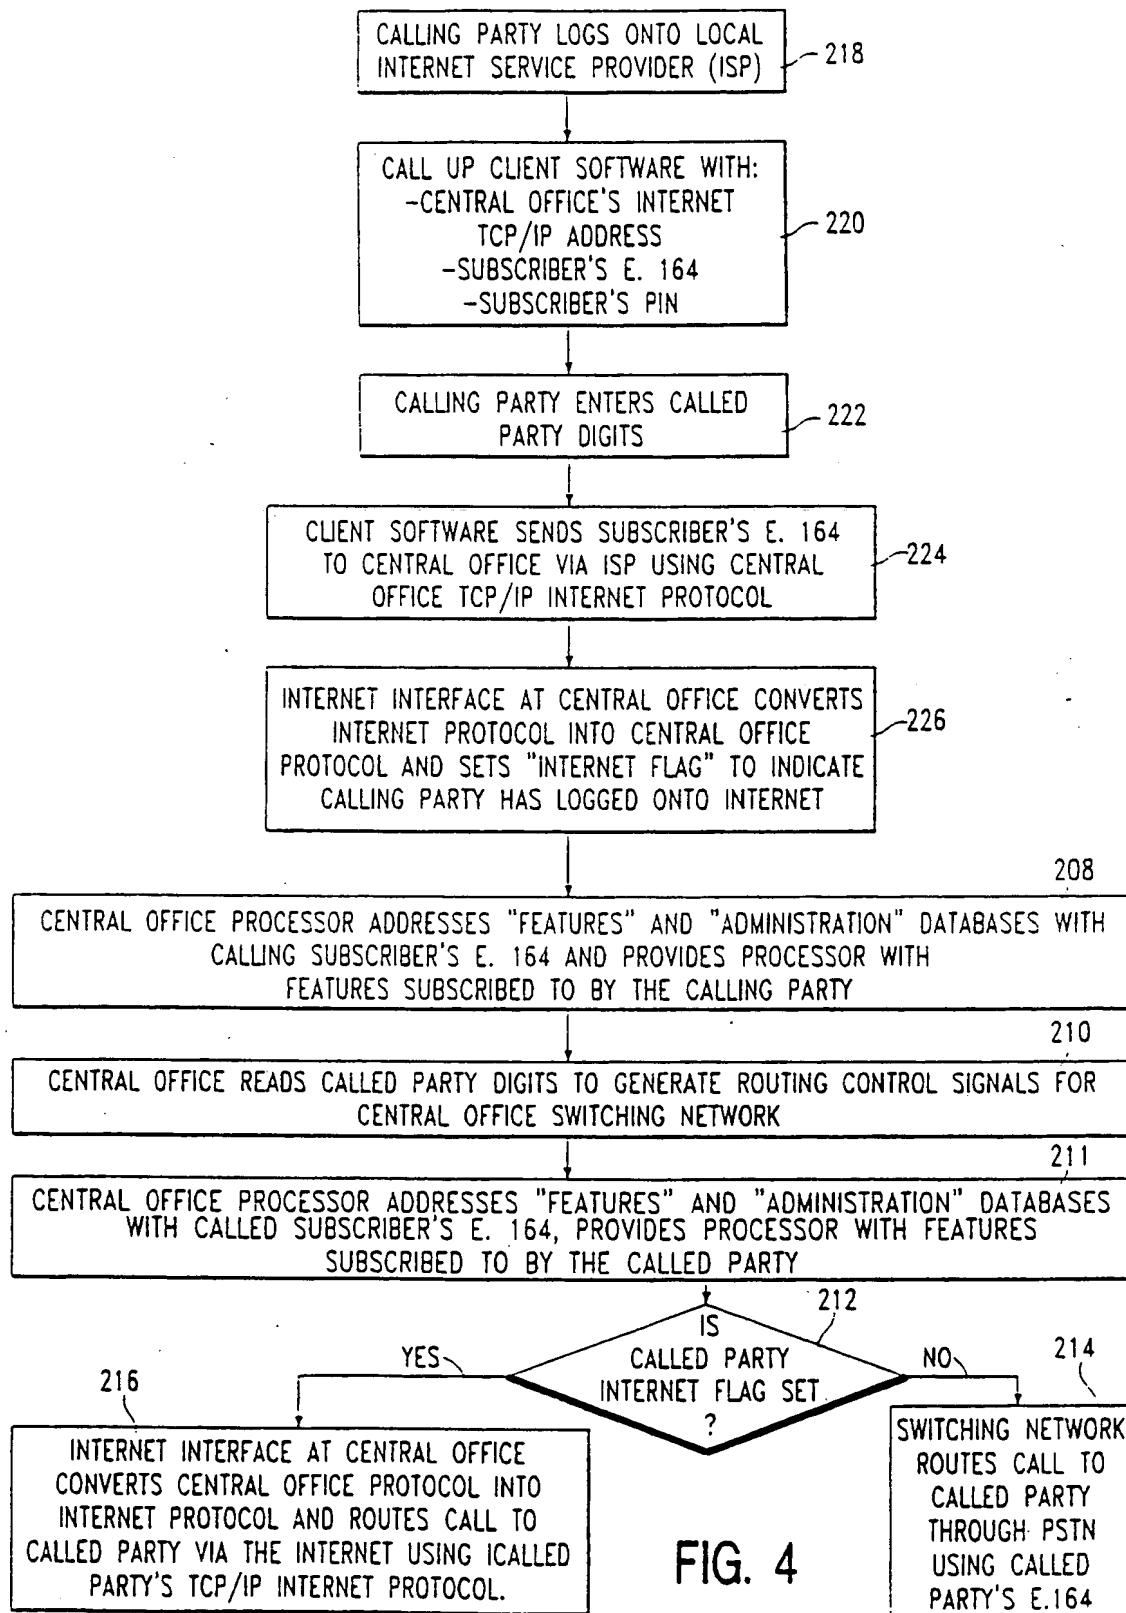 CALLING PARTY LOGS ONTO LOCAL
INTERNET SERVICE PROVIDER (ISP)
218
CALL UP CLIENT SOFTWARE WITH:
-CENTRAL OFFICE'S INTERNET
TCP/IP ADDRESS
-SUBSCRIBER'S E. 164
-SUBSCRIBER'S PIN
220
CALLING PARTY ENTERS CALLED
PARTY DIGITS
222
CLIENT SOFTWARE SENDS SUBSCRIBER'S E. 164
TO CENTRAL OFFICE VIA ISP USING CENTRAL
OFFICE TCP/IP INTERNET PROTOCOL
224
INTERNET INTERFACE AT CENTRAL OFFICE CONVERTS
INTERNET PROTOCOL INTO CENTRAL OFFICE
PROTOCOL AND SETS "INTERNET FLAG" TO INDICATE
CALLING PARTY HAS LOGGED ONTO INTERNET
226
208
CENTRAL OFFICE PROCESSOR ADDRESSES "FEATURES" AND "ADMINISTRATION" DATABASES WITH
CALLING SUBSCRIBER'S E. 164 AND PROVIDES PROCESSOR WITH
FEATURES SUBSCRIBED TO BY THE CALLING PARTY
210
CENTRAL OFFICE READS CALLED PARTY DIGITS TO GENERATE ROUTING CONTROL SIGNALS FOR
CENTRAL OFFICE SWITCHING NETWORK
211
CENTRAL OFFICE PROCESSOR ADDRESSES "FEATURES" AND "ADMINISTRATION" DATABASES
WITH CALLED SUBSCRIBER'S E. 164, PROVIDES PROCESSOR WITH FEATURES
SUBSCRIBED TO BY THE CALLED PARTY
212
IS
CALLED PARTY
INTERNET FLAG SET
?
YES
NO
216
INTERNET INTERFACE AT CENTRAL OFFICE
CONVERTS CENTRAL OFFICE PROTOCOL INTO
INTERNET PROTOCOL AND ROUTES CALL TO
CALLED PARTY VIA THE INTERNET USING ICALLED
PARTY'S TCP/IP INTERNET PROTOCOL.
214
SWITCHING NETWORK
ROUTES CALL TO
CALLED PARTY
THROUGH PSTN
USING CALLED
PARTY'S E.164
FIG. 4